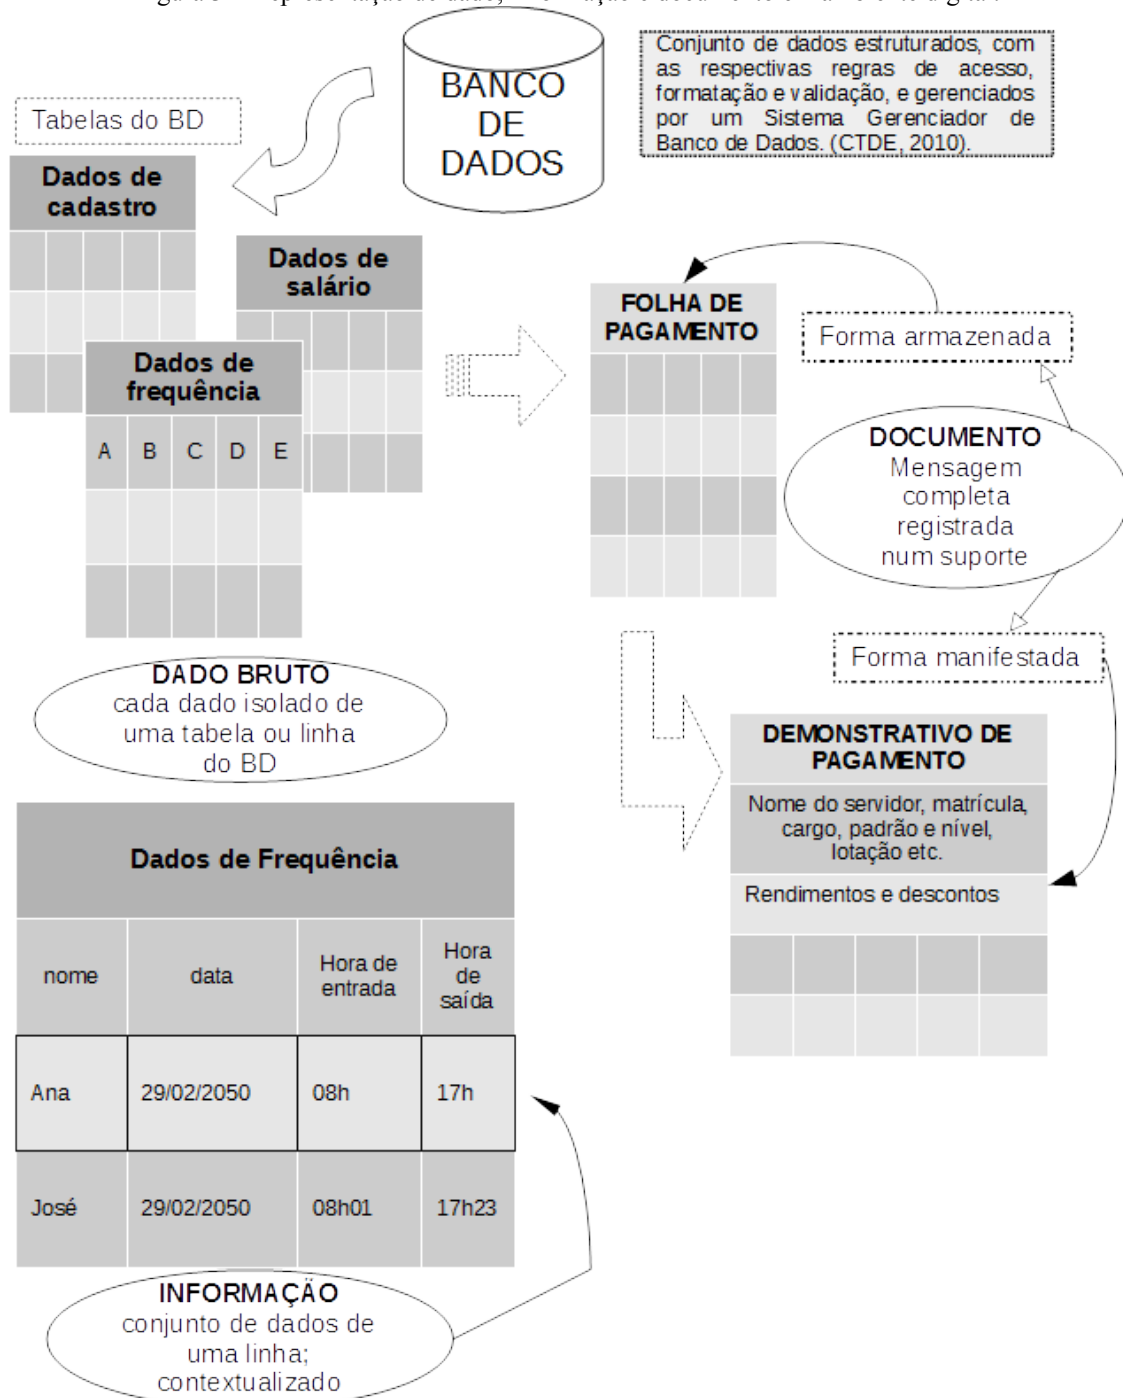 BANCO
DE
DADOS
Conjunto de dados estruturados, com
as respectivas regras de acesso,
formatação e validação, e gerenciados
por um Sistema Gerenciador de
Banco de Dados. (CTDE, 2010).
Tabelas do BD
Dados de
cadastro
Dados de
salário
Dados de
frequência
A B C D E
FOLHA DE
PAGAMENTO
Forma armazenada
DOCUMENTO
Mensagem
completa
registrada
num suporte
Forma manifestada
DADO BRUTO
cada dado isolado de
uma tabela ou linha
do BD
DEMONSTRATIVO DE
PAGAMENTO
Nome do servidor, matrícula,
cargo, padrão e nível,
lotação etc.
Rendimentos e descontos
Dados de Frequência
nome data Hora de entrada Hora de saída
Ana 29/02/2050 08h 17h
José 29/02/2050 08h01 17h23
INFORMAÇÃO
conjunto de dados de
uma linha;
contextualizado